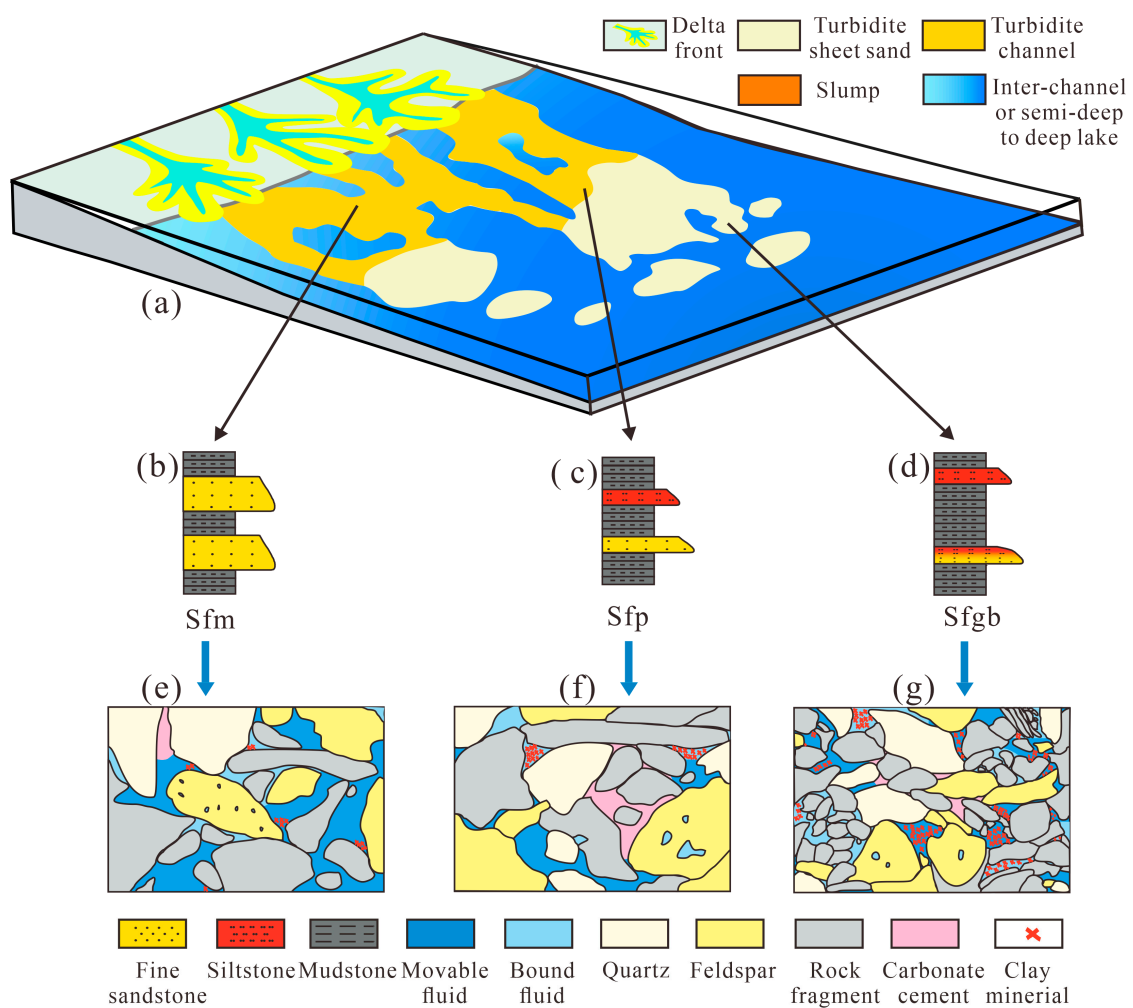 Delta
front
Turbidite
sheet sand
Turbidite
channel
Slump
Inter-channel
or semi-deep
to deep lake
(a)
(b)
(c)
(d)
Sfm
Sfp
Sfgb
(e)
(f)
(g)
Fine
sandstone
Siltstone
Mudstone
Movable
fluid
Bound
fluid
Quartz
Feldspar
Rock
fragment
Carbonate
cement
Clay
minierial